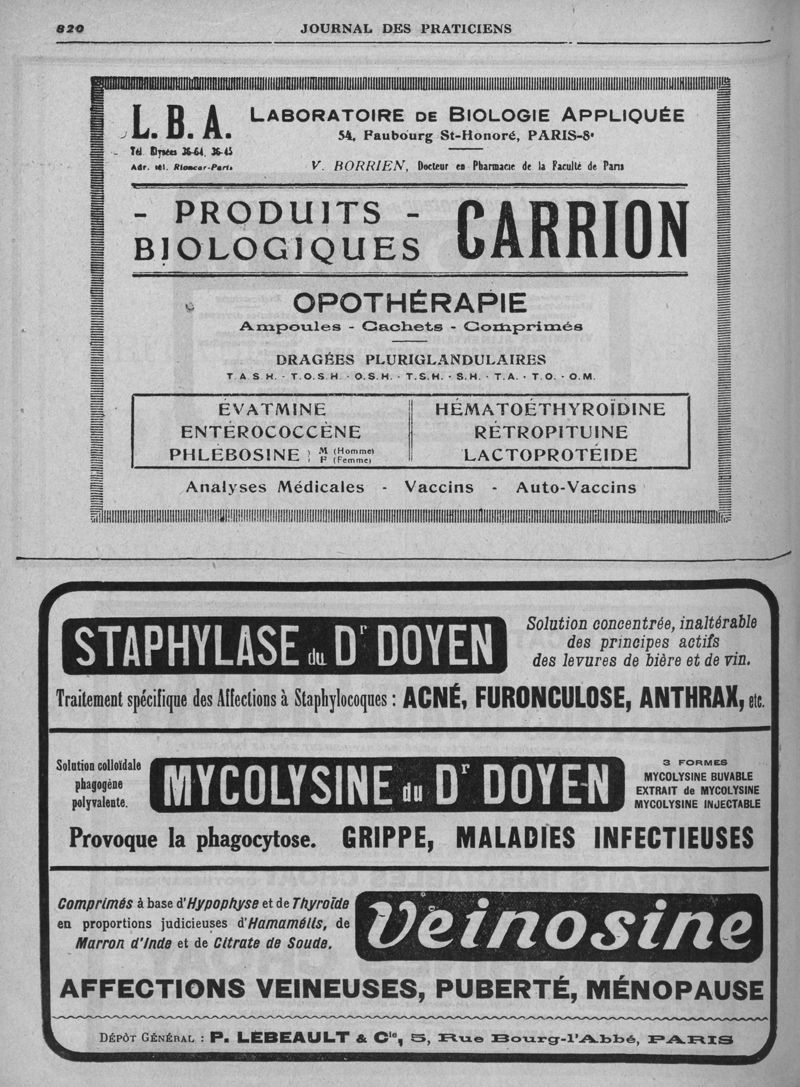 820 JOURNAL DES PRATICIENS
L. B. A.
Tél. Élysées 36-64, 36-45
Adr. tél. Rioncar-Paris
LABORATOIRE DE BIOLOGIE APPLIQUÉE
54, Faubourg St-Honoré, PARIS-8e
V. BORRIEN, Docteur en Pharmacie de la Faculté de Paris
- PRODUITS -
BIOLOGIQUES
CARRION
OPOTHÉRAPIE
Ampoules - Cachets - Comprimés
DRAGÉES PLURIGLANDULAIRES
T.A.S.H. - T.O.S.H. - O.S.H. - T.S.H. - S.H. - T.A. - T.O. - O.M.
ÉVATMINE
ENTÉROCOCCÈNE
PHLÉBOSINE } M (Homme)
F (Femme)
HÉMATOÉTHYROÏDINE
RÉTROPITUINE
LACTOPROTÉIDE
Analyses Médicales - Vaccins - Auto-Vaccins
STAPHYLASE du Dr DOYEN
Solution concentrée, inaltérable
des principes actifs
des levures de bière et de vin.
Traitement spécifique des Affections à Staphylocoques : ACNÉ, FURONCULOSE, ANTHRAX, etc.
Solution colloïdale
phagogène
polyvalente.
MYCOLYSINE du Dr DOYEN
3 FORMES
MYCOLYSINE BUVABLE
EXTRAIT de MYCOLYSINE
MYCOLYSINE INJECTABLE
Provoque la phagocytose. GRIPPE, MALADIES INFECTIEUSES
Comprimés à base d'Hypophyse et de Thyroïde
en proportions judicieuses d'Hamamélis, de
Marron d'Inde et de Citrate de Soude.
Veinosine
AFFECTIONS VEINEUSES, PUBERTÉ, MÉNOPAUSE
DÉPÔT GÉNÉRAL : P. LEBEAULT & Cie, 5, Rue Bourg-l'Abbé, PARIS